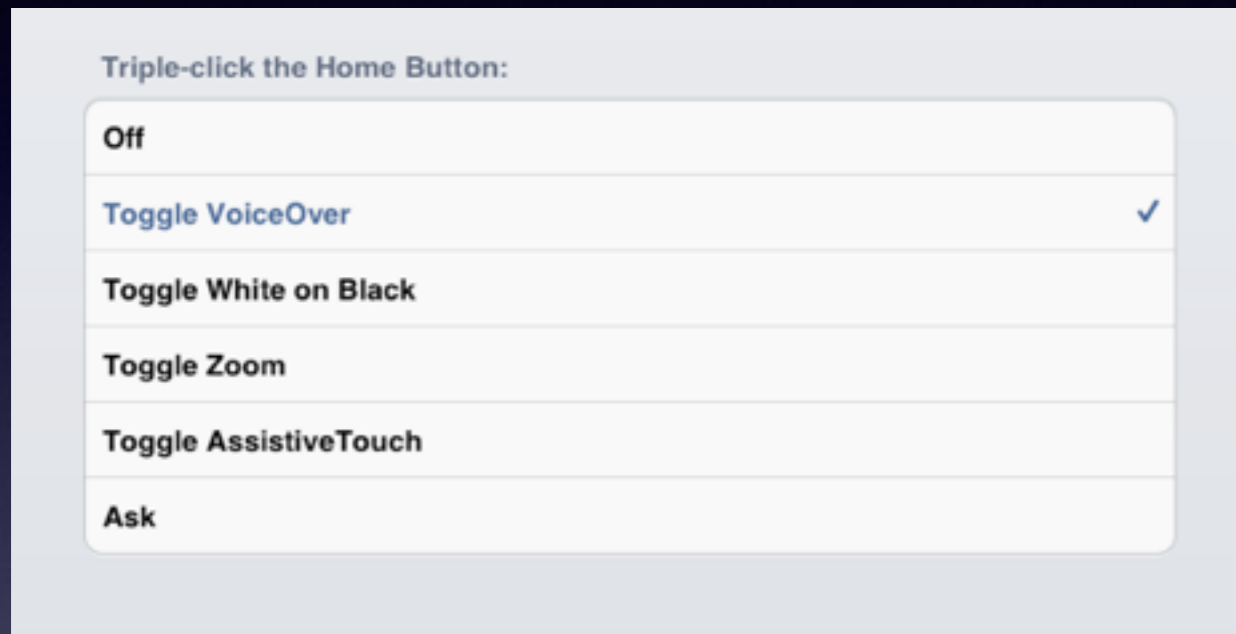 Triple-click the Home Button:
Off
Toggle VoiceOver
Toggle White on Black
Toggle Zoom
Toggle AssistiveTouch
Ask